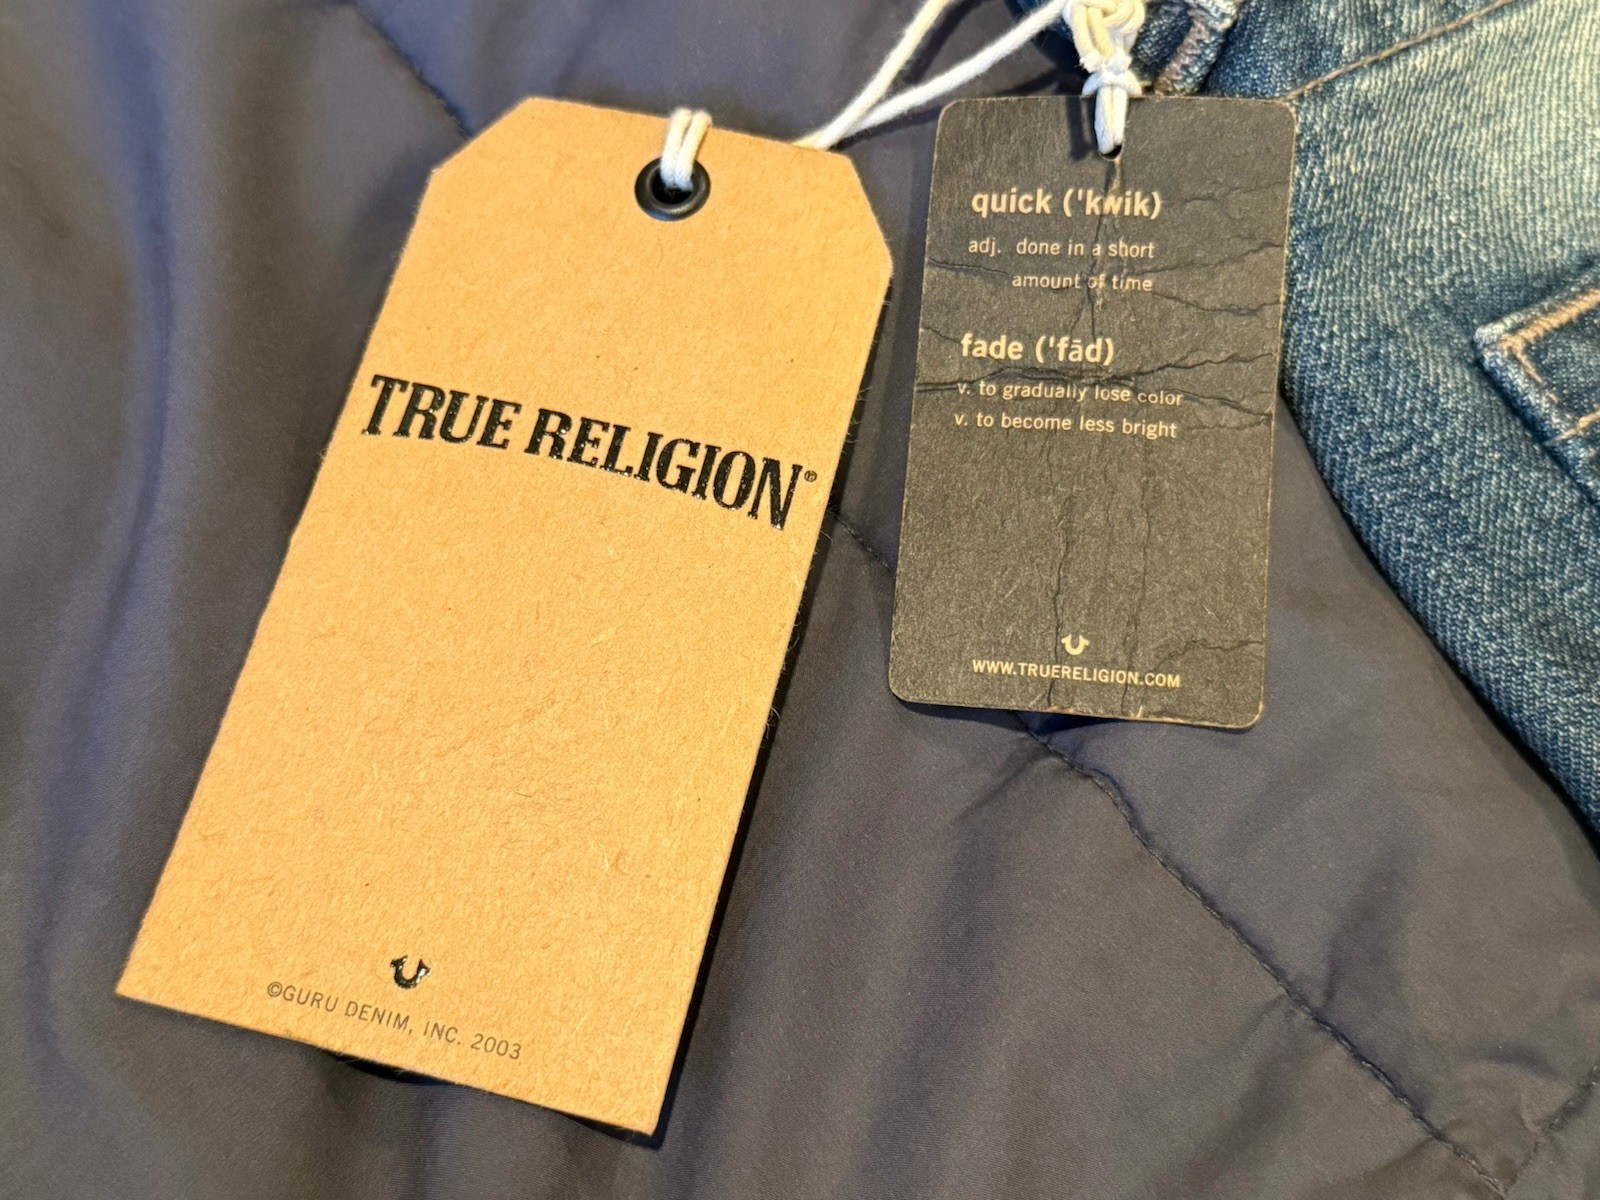 TRUE RELIGION®
©GURU DENIM, INC. 2003
quick ('kwik)
adj. done in a short
amount of time
fade ('fād)
v. to gradually lose color
v. to become less bright
WWW.TRUERELIGION.COM